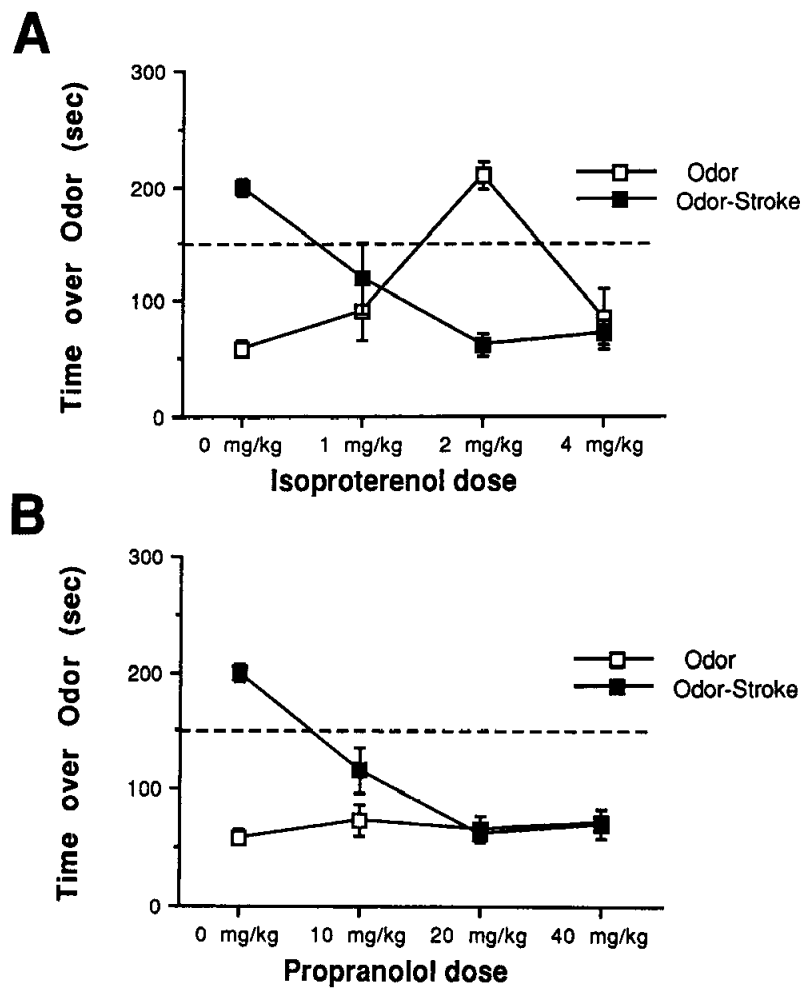 A
Time over Odor (sec)
300
200
100
0
Odor
Odor-Stroke
0 mg/kg 1 mg/kg 2 mg/kg 4 mg/kg
Isoproterenol dose
B
Time over Odor (sec)
300
200
100
0
Odor
Odor-Stroke
0 mg/kg 10 mg/kg 20 mg/kg 40 mg/kg
Propranolol dose